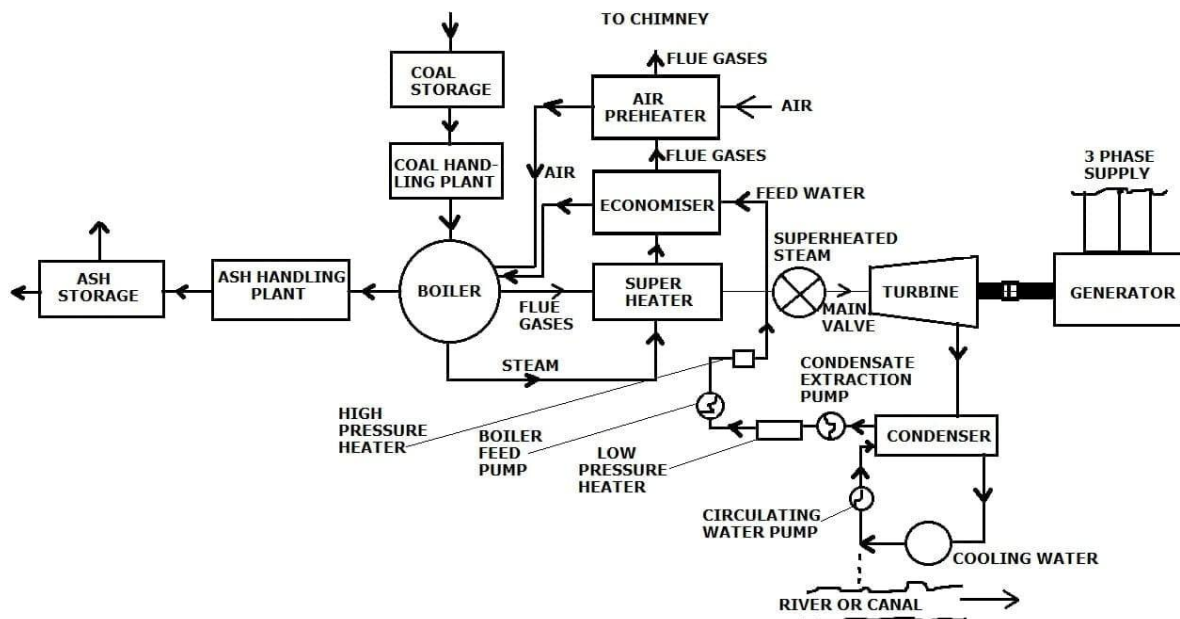 TO CHIMNEY
FLUE GASES
COAL
STORAGE
AIR
PREHEATER
AIR
COAL HAND-
LING PLANT
AIR
FLUE GASES
3 PHASE
SUPPLY
ECONOMISER
FEED WATER
SUPERHEATED
STEAM
ASH
STORAGE
ASH HANDLING
PLANT
BOILER
FLUE
GASES
SUPER
HEATER
MAIN
VALVE
TURBINE
GENERATOR
STEAM
CONDENSATE
EXTRACTION
PUMP
HIGH
PRESSURE
HEATER
BOILER
FEED
PUMP
LOW
PRESSURE
HEATER
CONDENSER
CIRCULATING
WATER PUMP
COOLING WATER
RIVER OR CANAL